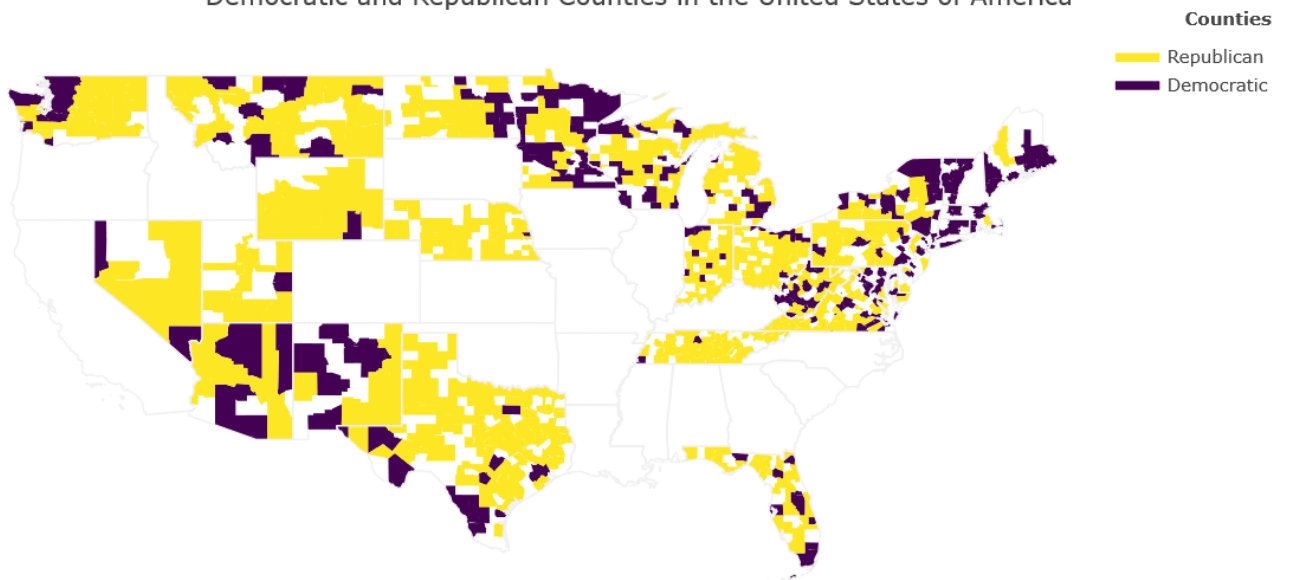 Democratic and Republican Counties in the United States of America
Counties
Republican
Democratic